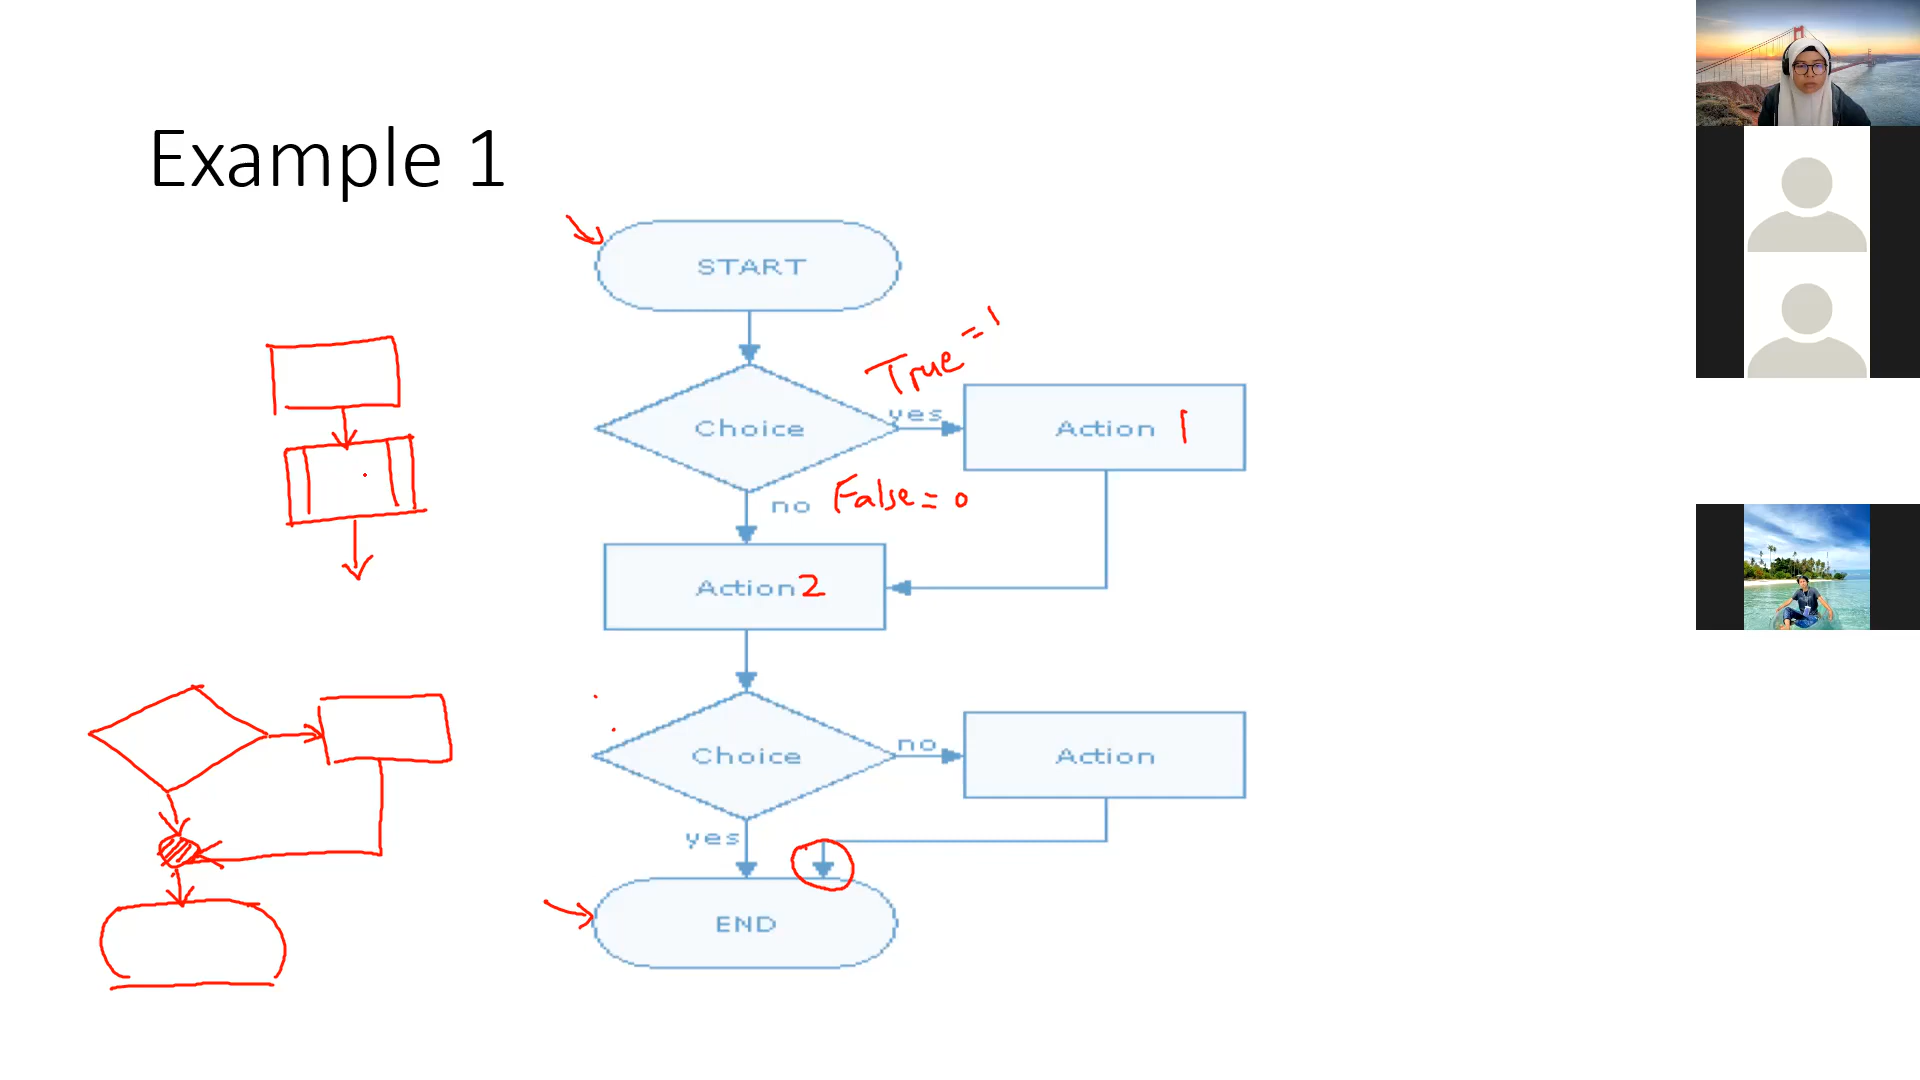 Example 1
START
True = 1
yes
Choice
Action 1
no
False = 0
Action 2
no
Choice
Action
yes
END